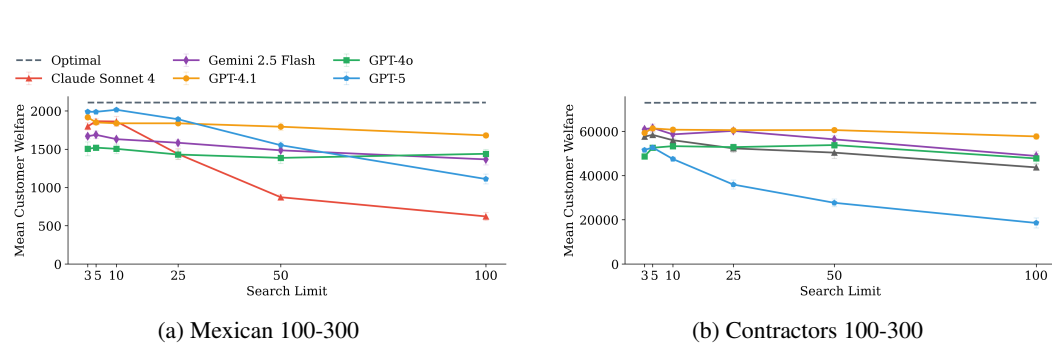 Optimal
Claude Sonnet 4
Gemini 2.5 Flash
GPT-4.1
GPT-4o
GPT-5
Mean Customer Welfare
2000
1500
1000
500
0
3 5 10 25 50 100
Search Limit
(a) Mexican 100-300
Mean Customer Welfare
60000
40000
20000
0
3 5 10 25 50 100
Search Limit
(b) Contractors 100-300